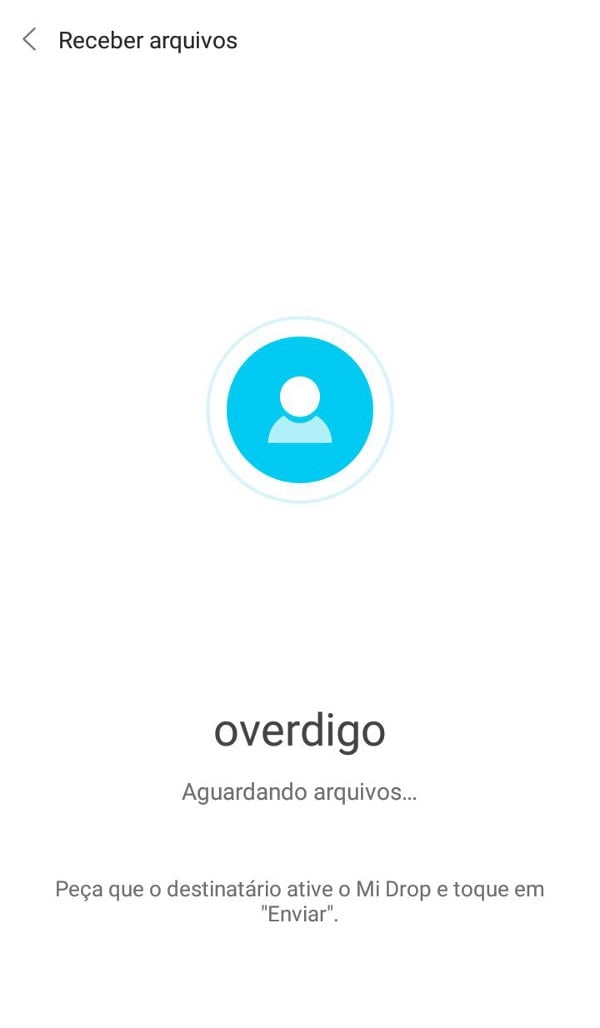 Receber arquivos
overdigo
Aguardando arquivos...
Peça que o destinatário ative o Mi Drop e toque em
"Enviar".